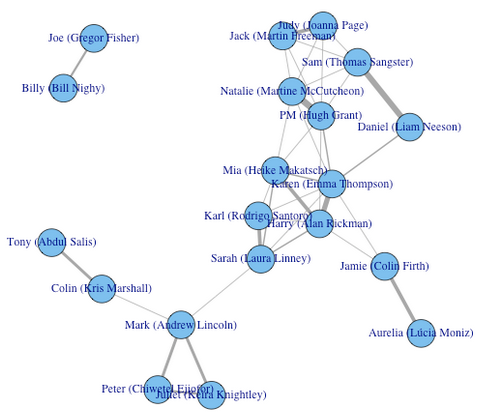 Judy (Joanna Page)
Joe (Gregor Fisher)
Jack (Martin Freeman)
Sam (Thomas Sangster)
Billy (Bill Nighy)
Natalie (Martine McCutcheon)
PM (Hugh Grant)
Daniel (Liam Neeson)
Mia (Heike Makatsch)
Karen (Emma Thompson)
Karl (Rodrigo Santoro)
Harry (Alan Rickman)
Tony (Abdul Salis)
Sarah (Laura Linney)
Jamie (Colin Firth)
Colin (Kris Marshall)
Mark (Andrew Lincoln)
Aurelia (Lúcia Moniz)
Peter (Chiwetel Ejiofor)
Juliet (Keira Knightley)